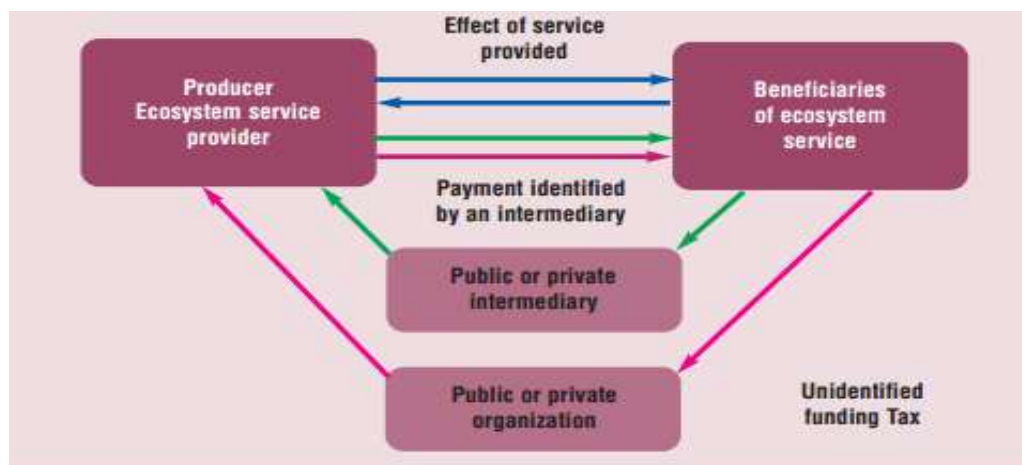 Effect of service
provided
Producer
Ecosystem service
provider
Beneficiaries
of ecosystem
service
Payment identified
by an intermediary
Public or private
intermediary
Public or private
organization
Unidentified
funding Tax